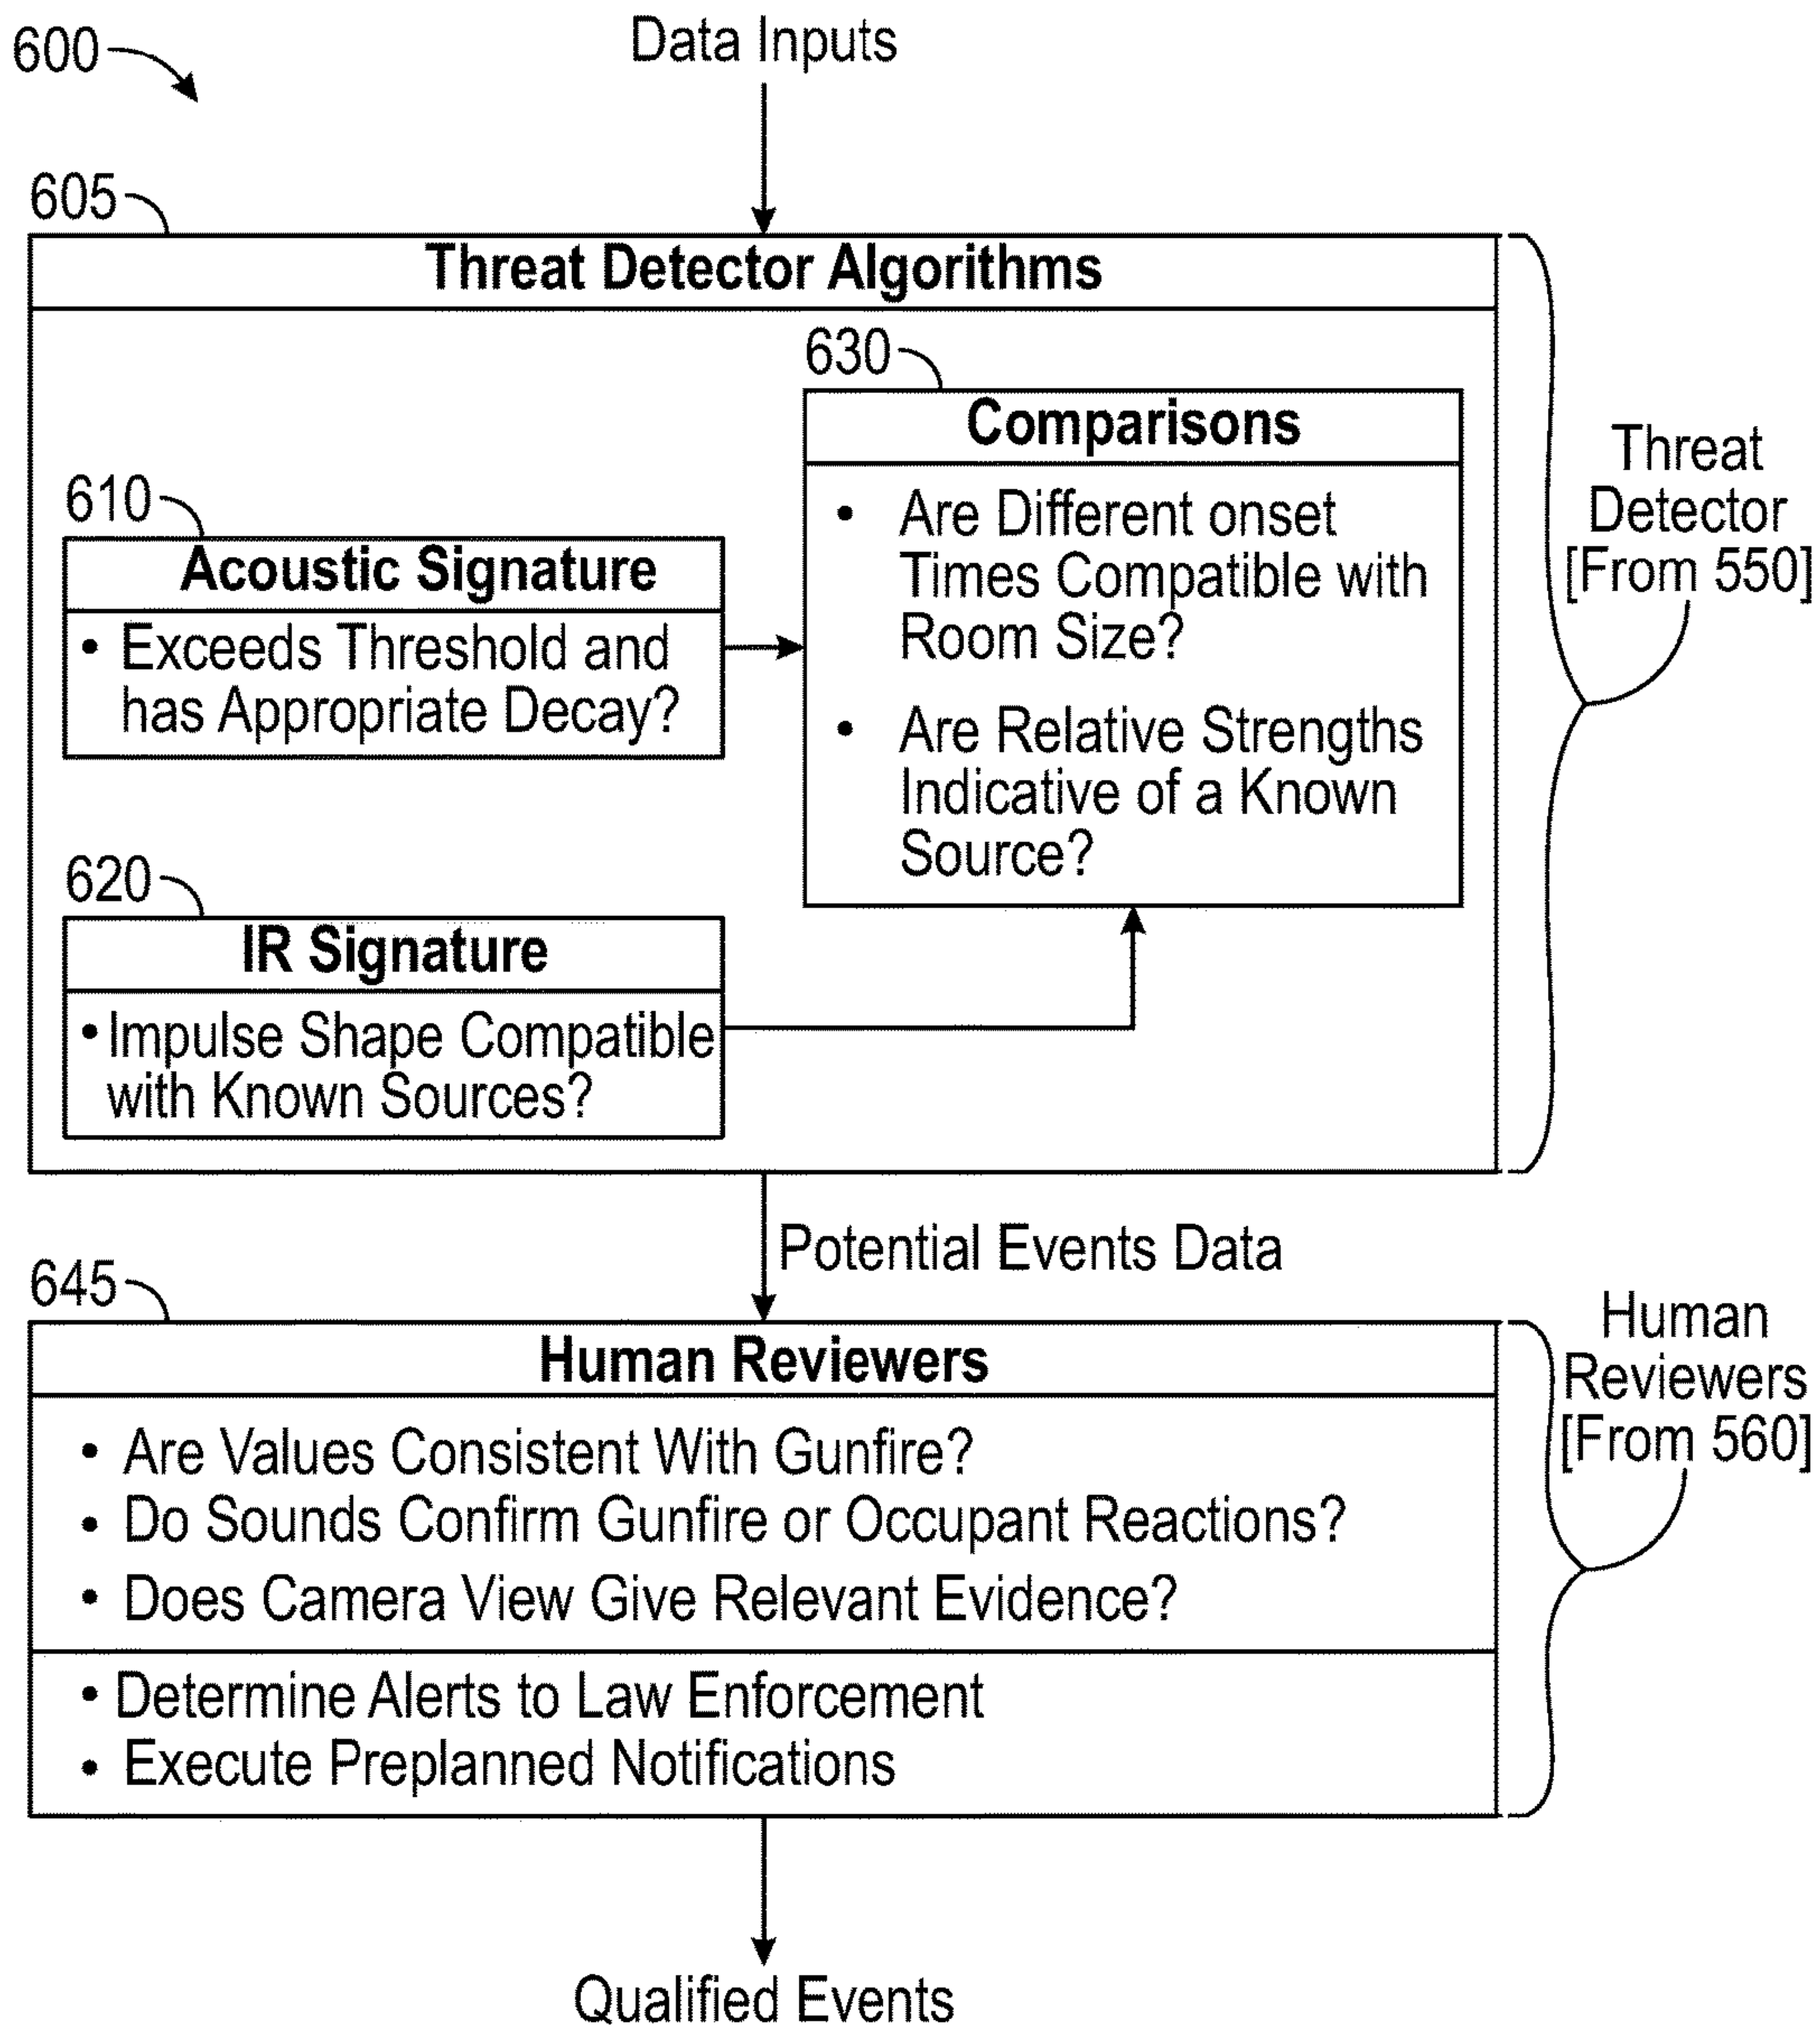 600
Data Inputs
605
Threat Detector Algorithms
630
Comparisons
• Are Different onset
Times Compatible with
Room Size?
• Are Relative Strengths
Indicative of a Known
Source?
610
Acoustic Signature
• Exceeds Threshold and
has Appropriate Decay?
620
IR Signature
• Impulse Shape Compatible
with Known Sources?
Threat
Detector
[From 550]
Potential Events Data
645
Human Reviewers
• Are Values Consistent With Gunfire?
• Do Sounds Confirm Gunfire or Occupant Reactions?
• Does Camera View Give Relevant Evidence?
• Determine Alerts to Law Enforcement
• Execute Preplanned Notifications
Human
Reviewers
[From 560]
Qualified Events